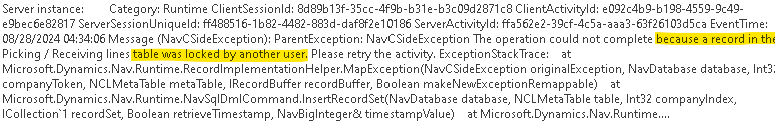 Server instance:        Category: Runtime ClientSessionId: 8d89b13f-35cc-4f9b-b31e-b3c09d2871c8 ClientActivityId: e092c4b9-b198-4559-9c49-
e9bec6e82817 ServerSessionUniqueId: ff488516-1b82-4482-883d-daf8f2e10186 ServerActivityId: ffa562e2-39cf-4c5a-aaa3-63f26103d5ca EventTime:
08/28/2024 04:34:06 Message (NavCSideException): ParentException: NavCSideException The operation could not complete because a record in the
Picking / Receiving lines table was locked by another user. Please retry the activity. ExceptionStackTrace:    at
Microsoft.Dynamics.Nav.Runtime.RecordImplementationHelper.MapException(NavCSideException originalException, NavDatabase database, Int32
companyToken, NCLMetaTable metaTable, IRecordBuffer recordBuffer, Boolean makeNewExceptionRemappable)    at
Microsoft.Dynamics.Nav.Runtime.NavSqlDmlCommand.InsertRecordSet(NavDatabase database, NCLMetaTable table, Int32 companyIndex,
ICollection`1 recordSet, Boolean retrieveTimestamp, NavBigInteger& timestampValue)    at Microsoft.Dynamics.Nav.Runtime....